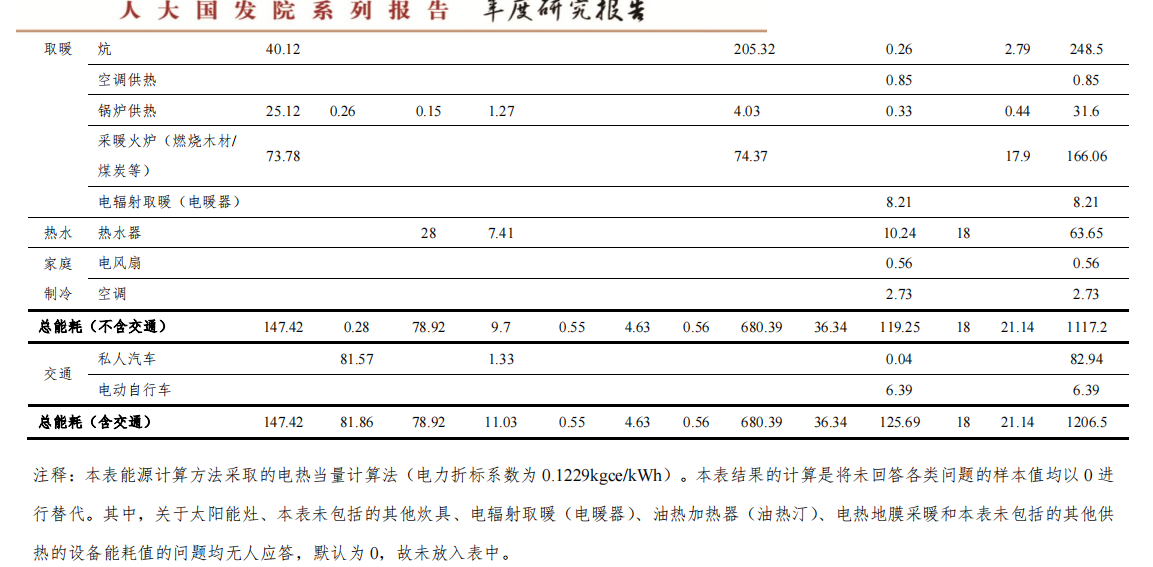 人大国发院系列报告 年度研究报告
取暖 炕 40.12 205.32 0.26 2.79 248.5
空调供热 0.85 0.85
锅炉供热 25.12 0.26 0.15 1.27 4.03 0.33 0.44 31.6
采暖火炉（燃烧木材/
煤炭等） 73.78 74.37 17.9 166.06
电辐射取暖（电暖器） 8.21 8.21
热水 热水器 28 7.41 10.24 18 63.65
家庭 电风扇 0.56 0.56
制冷 空调 2.73 2.73
总能耗（不含交通） 147.42 0.28 78.92 9.7 0.55 4.63 0.56 680.39 36.34 119.25 18 21.14 1117.2
交通 私人汽车 81.57 1.33 0.04 82.94
电动自行车 6.39 6.39
总能耗（含交通） 147.42 81.86 78.92 11.03 0.55 4.63 0.56 680.39 36.34 125.69 18 21.14 1206.5
注释：本表能源计算方法采取的电热当量计算法（电力折标系数为 0.1229kgce/kWh）。本表结果的计算是将未回答各类问题的样本值均以 0 进
行替代。其中，关于太阳能灶、本表未包括的其他炊具、电辐射取暖（电暖器）、油热加热器（油热汀）、电热地膜采暖和本表未包括的其他供
热的设备能耗值的问题均无人应答，默认为 0，故未放入表中。